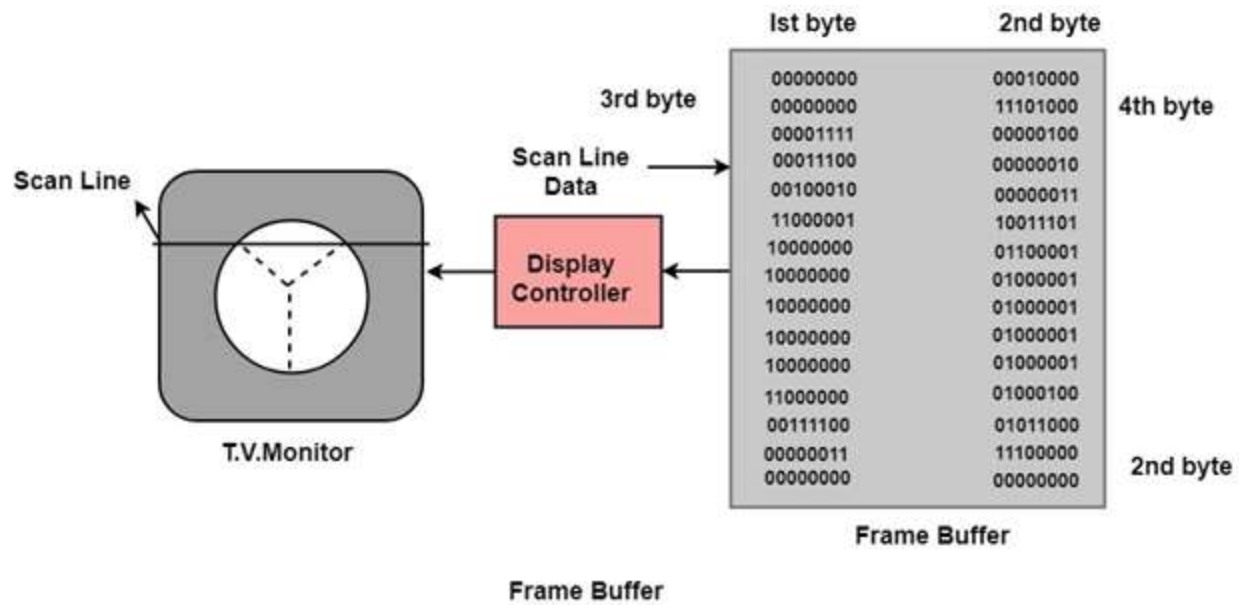 Ist byte 2nd byte
00000000 00010000
3rd byte 00000000 11101000 4th byte
00001111 00000100
Scan Line
Data
00011100 00000010
Scan Line
00100010 00000011
11000001 10011101
10000000 01100001
Display
Controller
10000000 01000001
10000000 01000001
10000000 01000001
10000000 01000001
11000000 01000100
00111100 01011000
T.V.Monitor
00000011 11100000 2nd byte
00000000 00000000
Frame Buffer
Frame Buffer